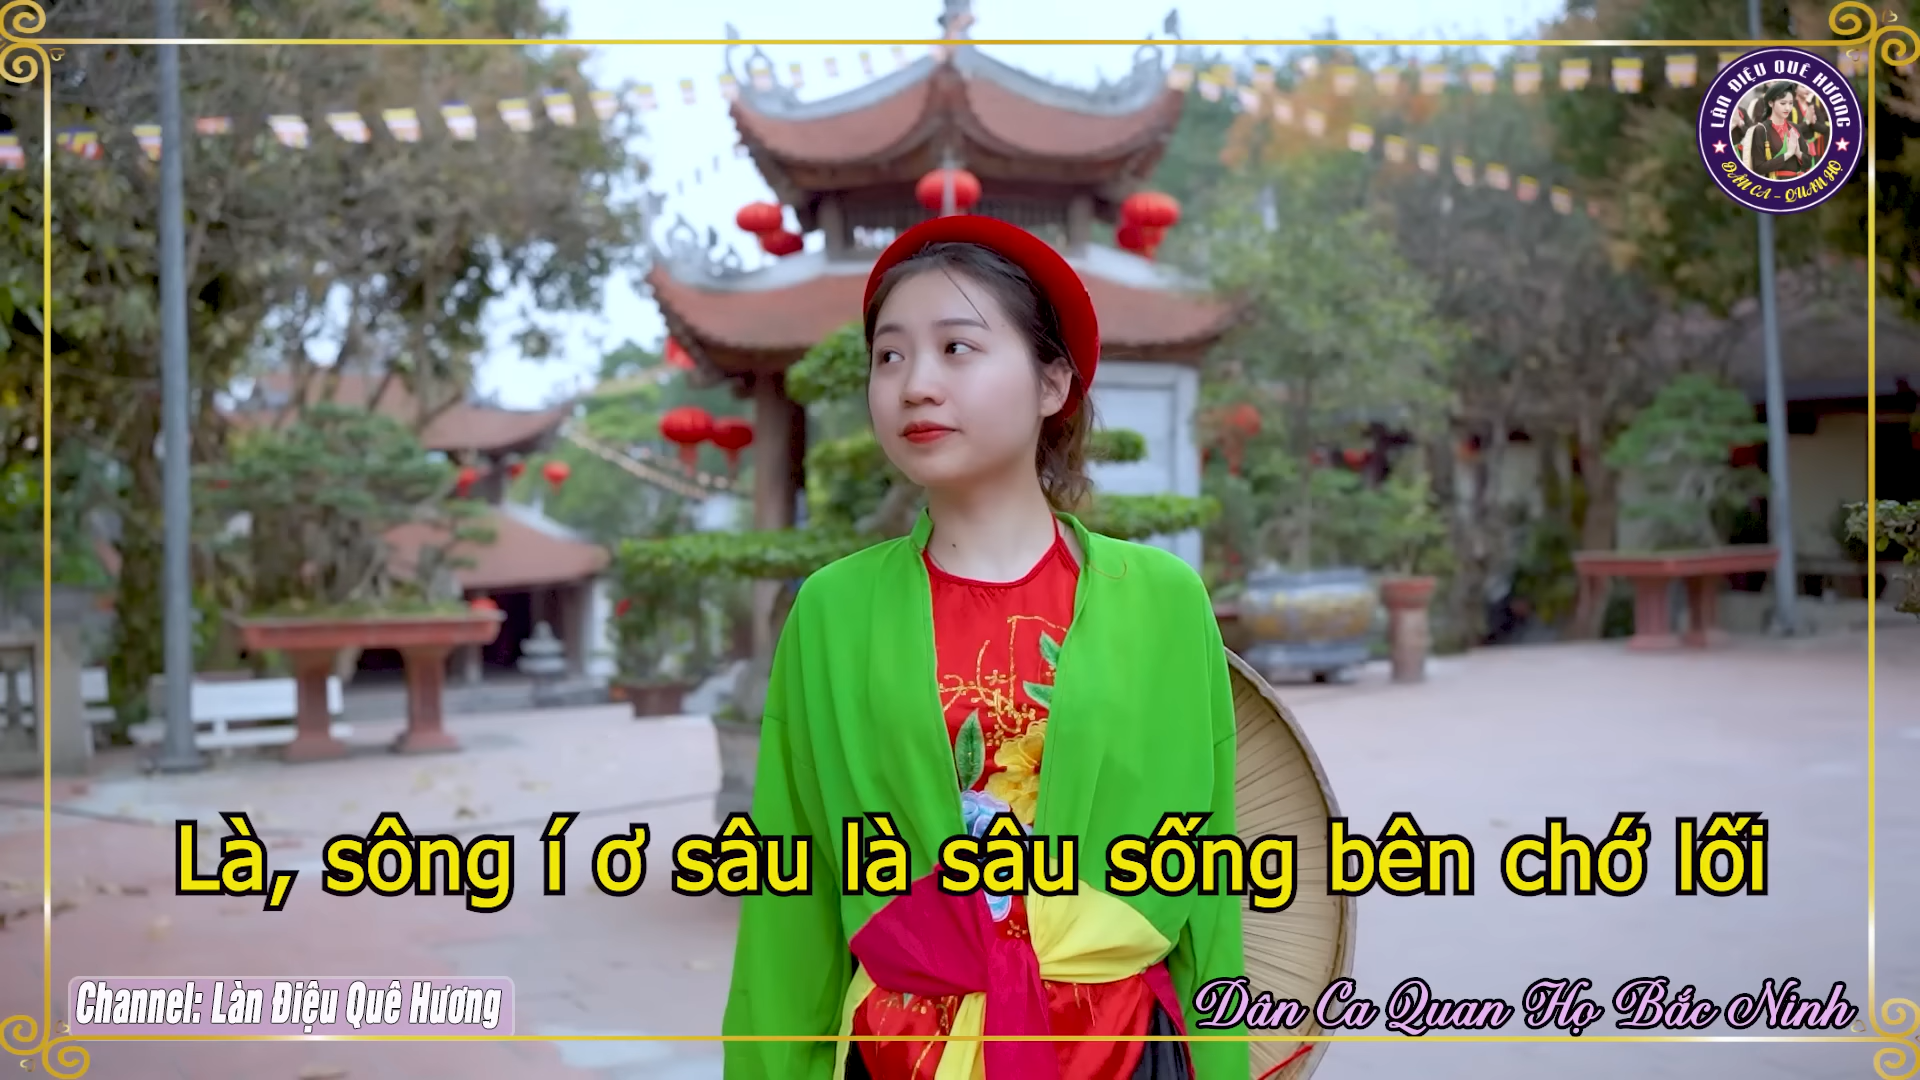 LÀN ĐIỆU QUÊ HƯƠNG
DÂN CA - QUAN HỌ
Là, sông í ơ sâu là sâu sống bên chớ lối
Channel: Làn Điệu Quê Hương
Dân Ca Quan Họ Bắc Ninh